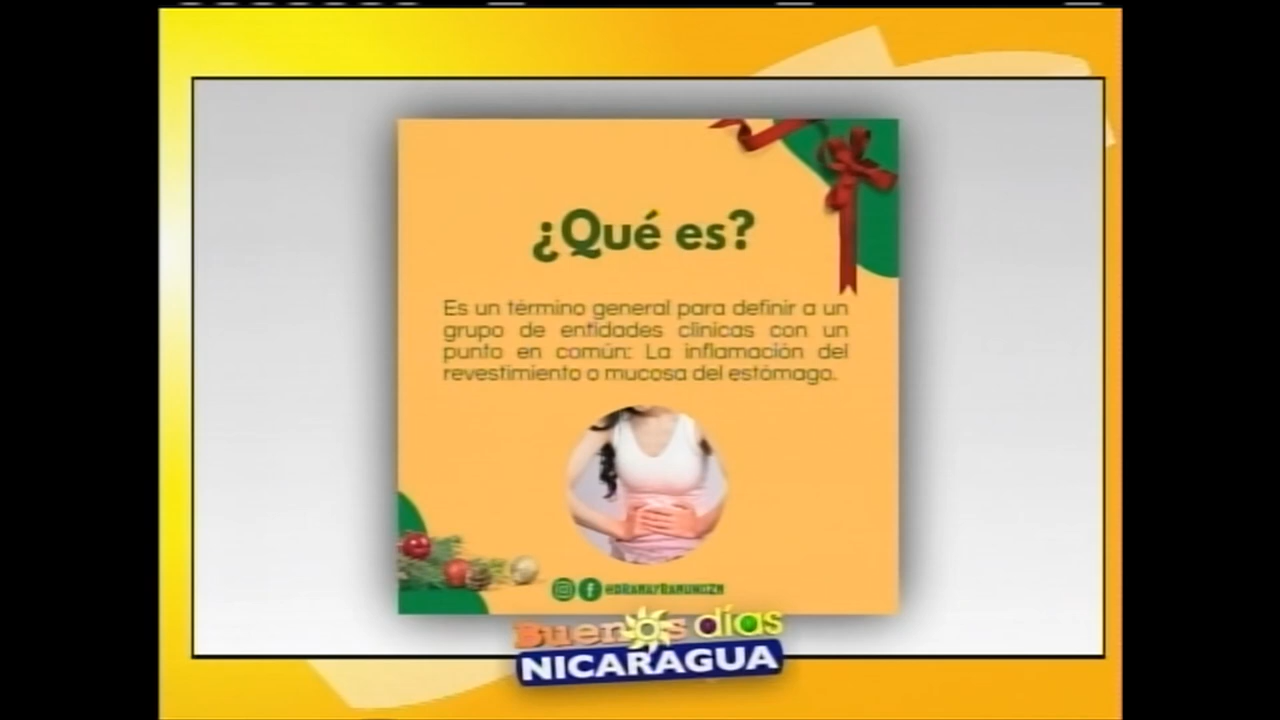 ¿Qué es?
Es un término general para definir a un
grupo de entidades clínicas con un
punto en común: La inflamación del
revestimiento o mucosa del estómago.
@DRAMAYRAMUNOZM
Buenos días
NICARAGUA